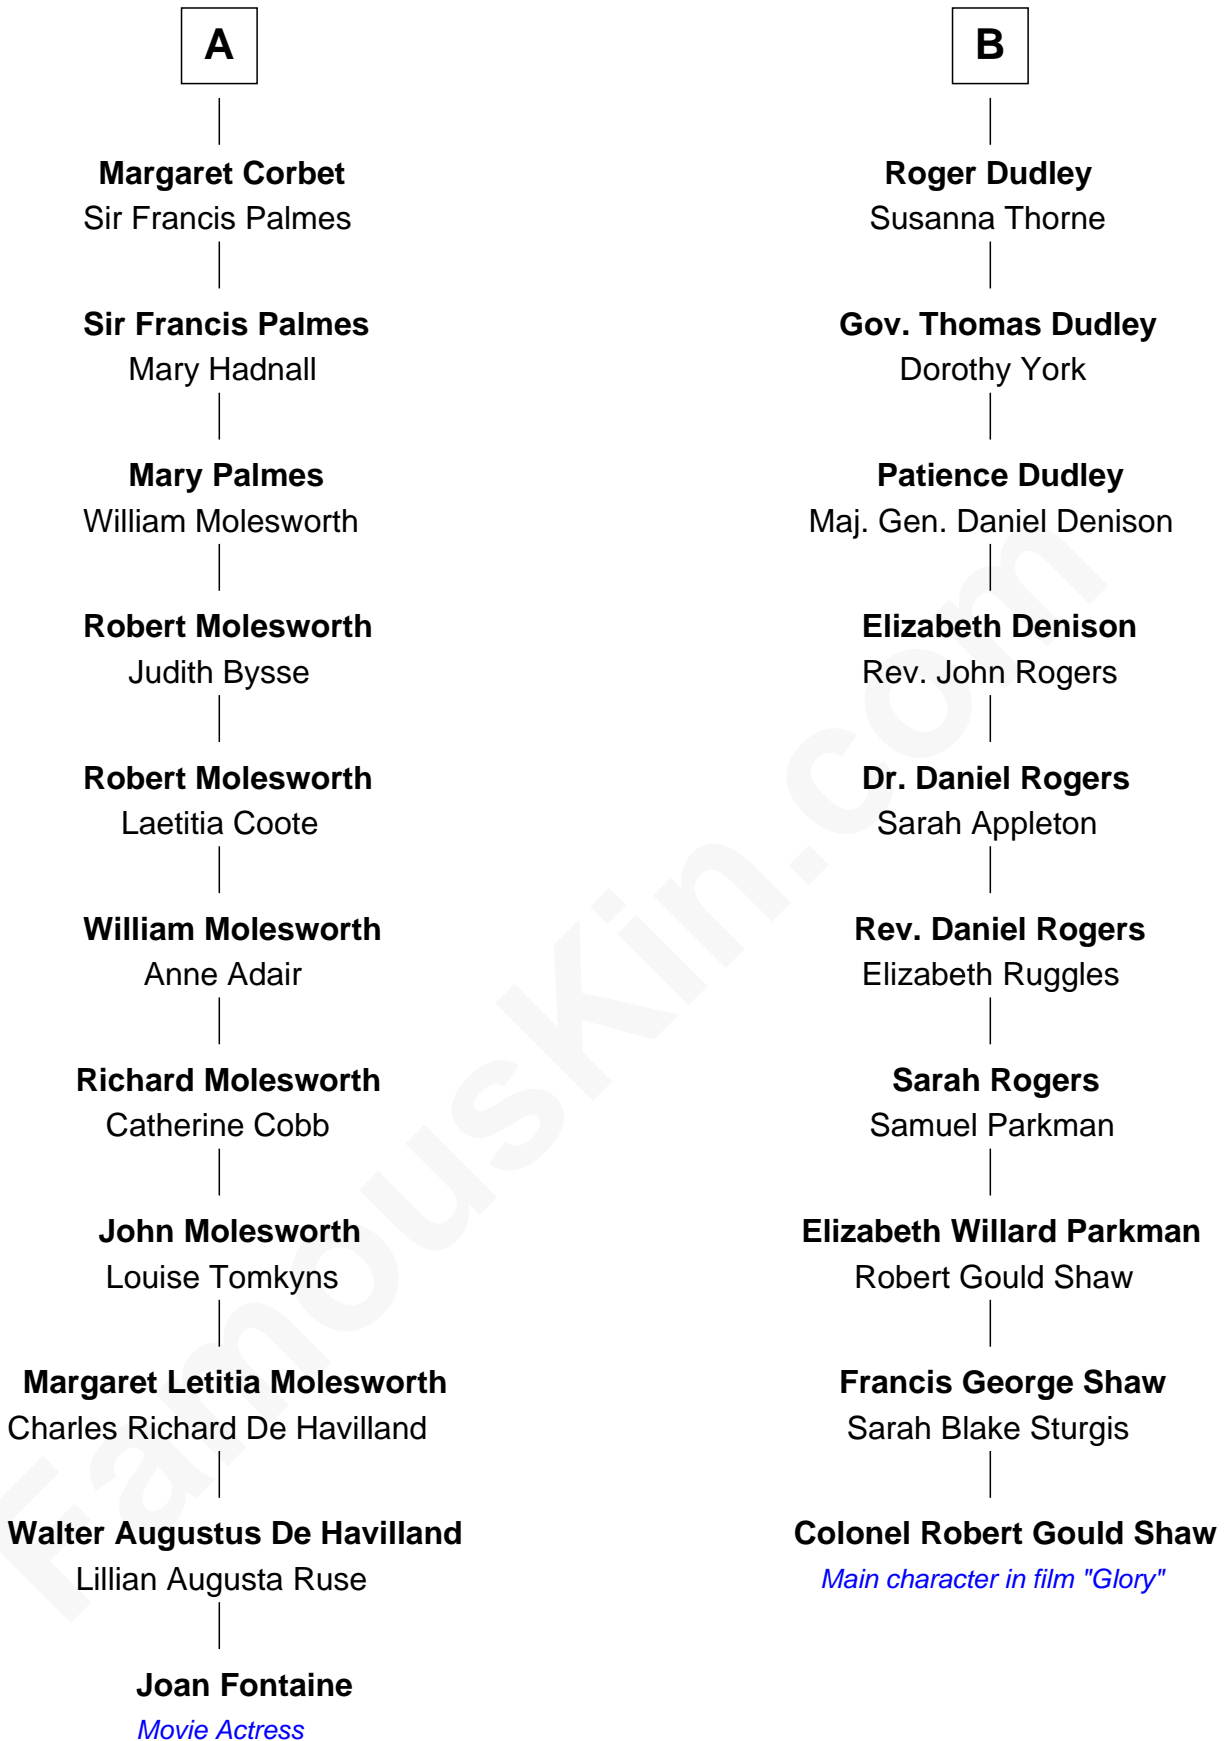 A
Margaret Corbet
Sir Francis Palmes
Sir Francis Palmes
Mary Hadnall
Mary Palmes
William Molesworth
Robert Molesworth
Judith Bysse
Robert Molesworth
Laetitia Coote
William Molesworth
Anne Adair
Richard Molesworth
Catherine Cobb
John Molesworth
Louise Tomkyns
Margaret Letitia Molesworth
Charles Richard De Havilland
Walter Augustus De Havilland
Lillian Augusta Ruse
Joan Fontaine
Movie Actress
B
Roger Dudley
Susanna Thorne
Gov. Thomas Dudley
Dorothy York
Patience Dudley
Maj. Gen. Daniel Denison
Elizabeth Denison
Rev. John Rogers
Dr. Daniel Rogers
Sarah Appleton
Rev. Daniel Rogers
Elizabeth Ruggles
Sarah Rogers
Samuel Parkman
Elizabeth Willard Parkman
Robert Gould Shaw
Francis George Shaw
Sarah Blake Sturgis
Colonel Robert Gould Shaw
Main character in film "Glory"
FamousKin.com